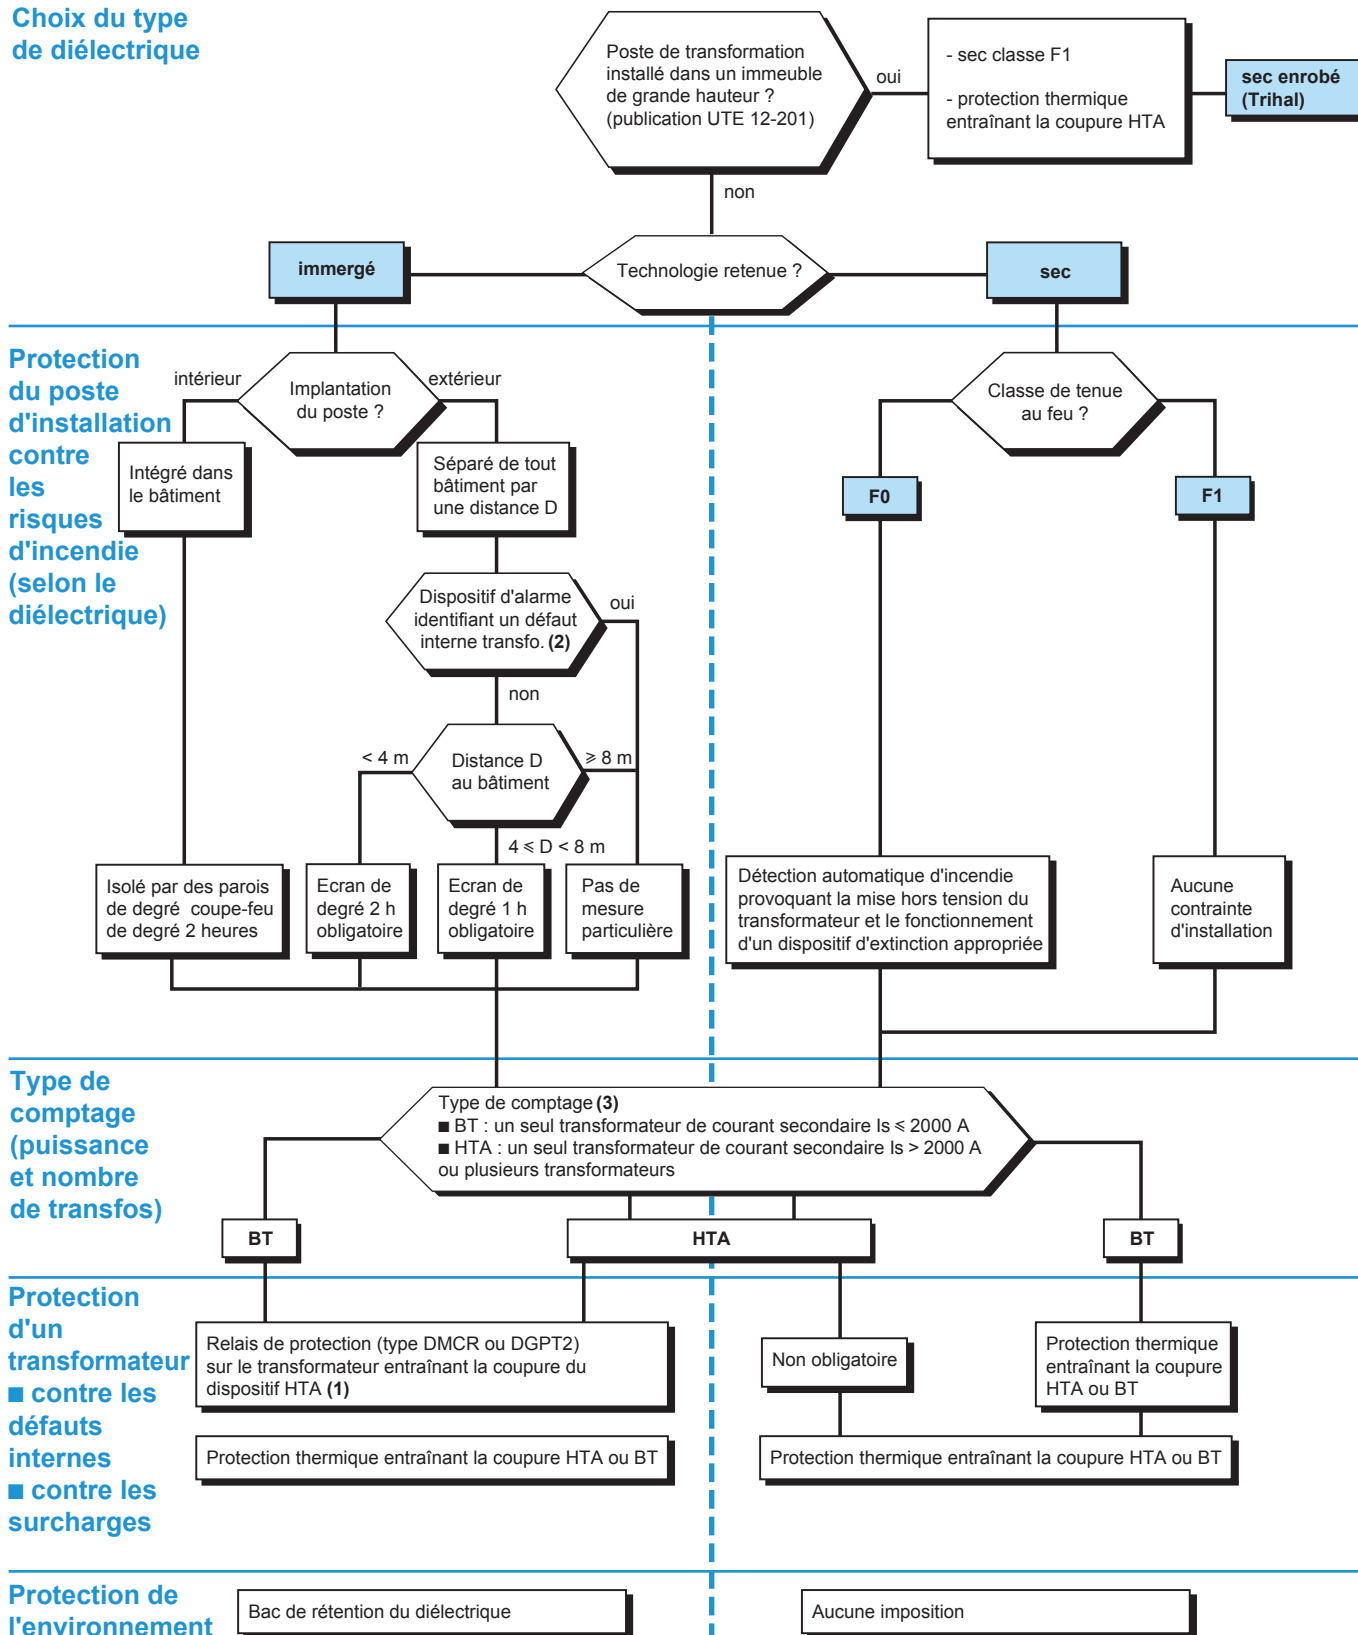 Choix du type
de diélectrique
Poste de transformation
installé dans un immeuble
de grande hauteur ?
(publication UTE 12-201)
oui
- sec classe F1
- protection thermique
entraînant la coupure HTA
sec enrobé
(Trihal)
non
immergé
Technologie retenue ?
sec
Protection
du poste
d'installation
contre
les
risques
d'incendie
(selon le
diélectrique)
intérieur
Implantation
du poste ?
extérieur
Intégré dans
le bâtiment
Séparé de tout
bâtiment par
une distance D
Dispositif d'alarme
identifiant un défaut
interne transfo. (2)
oui
non
< 4 m
Distance D
au bâtiment
⩾ 8 m
4 ⩽ D < 8 m
Isolé par des parois
de degré coupe-feu
de degré 2 heures
Ecran de
degré 2 h
obligatoire
Ecran de
degré 1 h
obligatoire
Pas de
mesure
particulière
Classe de tenue
au feu ?
F0
F1
Détection automatique d'incendie
provoquant la mise hors tension du
transformateur et le fonctionnement
d'un dispositif d'extinction appropriée
Aucune
contrainte
d'installation
Type de
comptage
(puissance
et nombre
de transfos)
Type de comptage (3)
■ BT : un seul transformateur de courant secondaire Is ⩽ 2000 A
■ HTA : un seul transformateur de courant secondaire Is > 2000 A
ou plusieurs transformateurs
BT
HTA
BT
Protection
d'un
transformateur
■ contre les
défauts
internes
■ contre les
surcharges
Relais de protection (type DMCR ou DGPT2)
sur le transformateur entraînant la coupure du
dispositif HTA (1)
Non obligatoire
Protection thermique
entraînant la coupure
HTA ou BT
Protection thermique entraînant la coupure HTA ou BT
Protection thermique entraînant la coupure HTA ou BT
Protection de
l'environnement
Bac de rétention du diélectrique
Aucune imposition